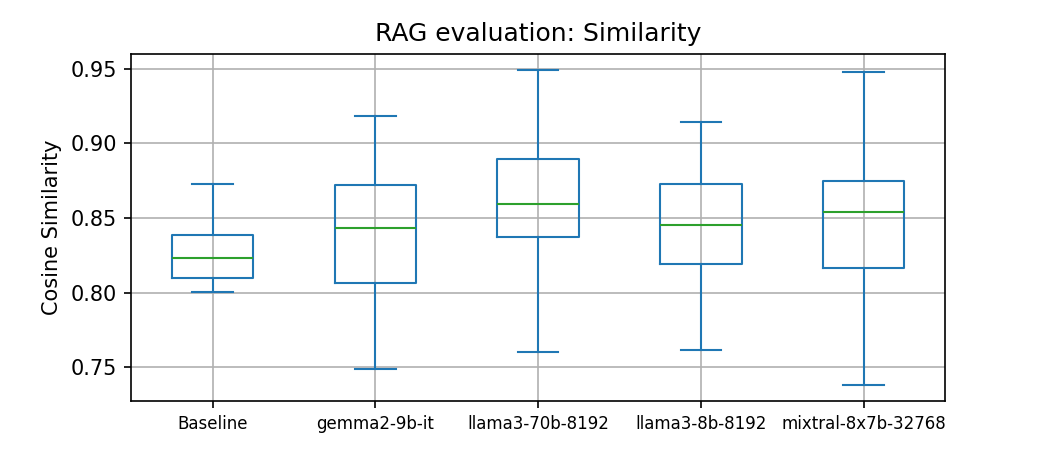 RAG evaluation: Similarity
Cosine Similarity
0.95
0.90
0.85
0.80
0.75
Baseline
gemma2-9b-it
llama3-70b-8192
llama3-8b-8192
mixtral-8x7b-32768